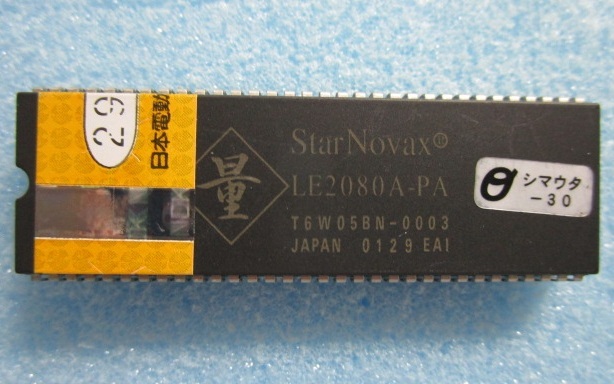 29
日本電動
量
StarNovax®
LE2080A-PA
T6W05BN-0003
JAPAN 0129 EAI
シマウタ
-30